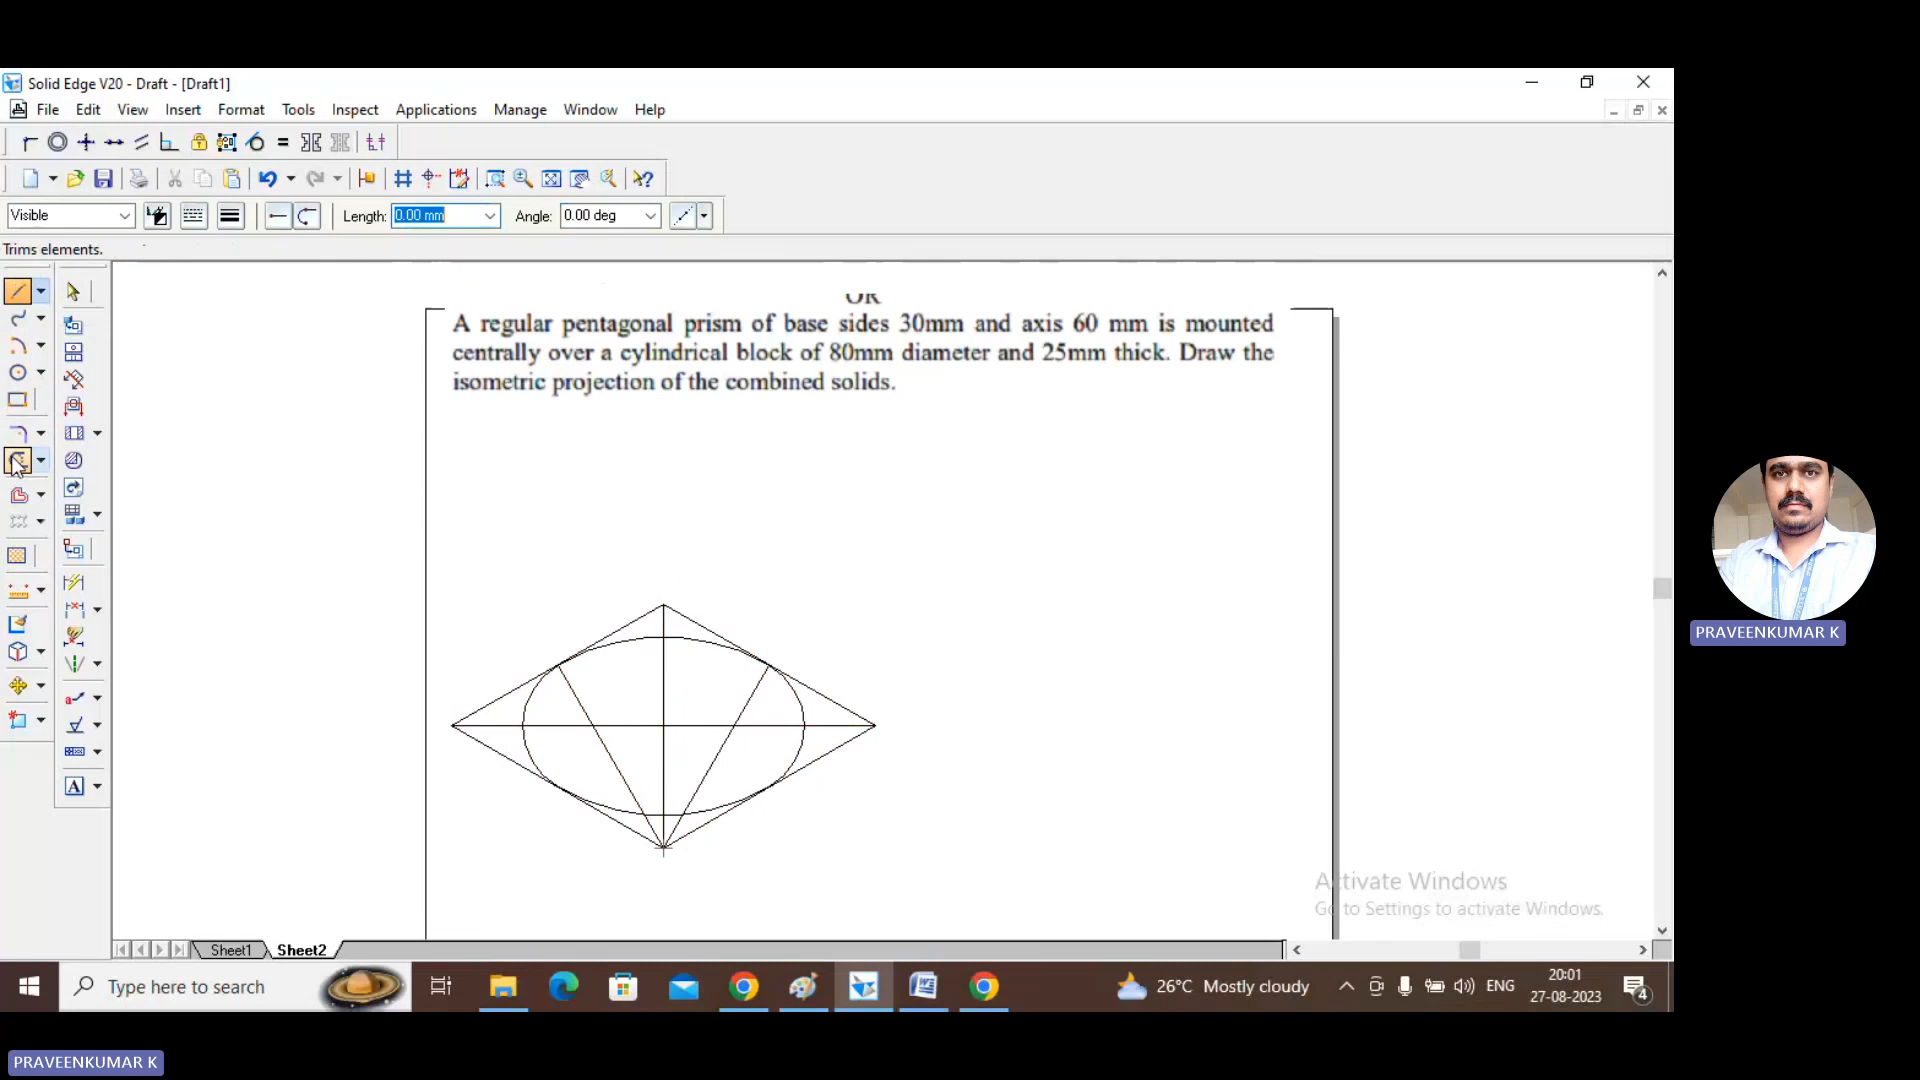 Solid Edge V20 - Draft - [Draft1]
File Edit View Insert Format Tools Inspect Applications Manage Window Help
Visible Length: 0.00 mm Angle: 0.00 deg
Trims elements.
OR
A regular pentagonal prism of base sides 30mm and axis 60 mm is mounted
centrally over a cylindrical block of 80mm diameter and 25mm thick. Draw the
isometric projection of the combined solids.
PRAVEENKUMAR K
Activate Windows
Go to Settings to activate Windows.
Sheet1 Sheet2
Type here to search
26°C Mostly cloudy
ENG
20:01
27-08-2023
4
PRAVEENKUMAR K